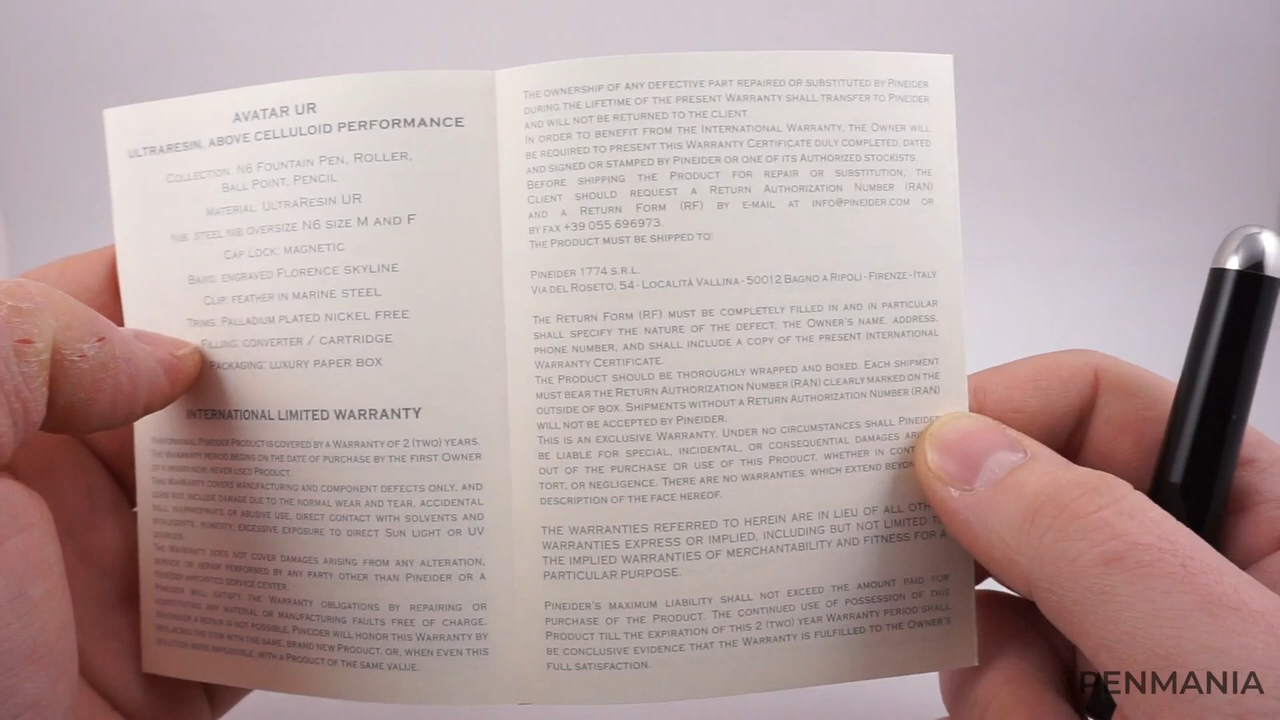 AVATAR UR
ULTRARESIN, ABOVE CELLULOID PERFORMANCE
COLLECTION: N6 FOUNTAIN PEN, ROLLER,
BALL POINT, PENCIL
MATERIAL: ULTRARESIN UR
NIB: STEEL NIB OVERSIZE N6 SIZE M AND F
CAP LOCK: MAGNETIC
BAND: ENGRAVED FLORENCE SKYLINE
CLIP: FEATHER IN MARINE STEEL
TRIMS: PALLADIUM PLATED NICKEL FREE
FILLING: CONVERTER / CARTRIDGE
PACKAGING: LUXURY PAPER BOX
INTERNATIONAL LIMITED WARRANTY
PINEIDER PRODUCT IS COVERED BY A WARRANTY OF 2 (TWO) YEARS.
THE WARRANTY PERIOD BEGINS ON THE DATE OF PURCHASE BY THE FIRST OWNER
OF A BRAND NEW, NEVER USED PRODUCT.
THIS WARRANTY COVERS MANUFACTURING AND COMPONENT DEFECTS ONLY, AND
DOES NOT INCLUDE DAMAGE DUE TO THE NORMAL WEAR AND TEAR, ACCIDENTAL
FALL, INAPPROPRIATE OR ABUSIVE USE, DIRECT CONTACT WITH SOLVENTS AND
HUMIDITY, EXCESSIVE EXPOSURE TO DIRECT SUN LIGHT OR UV
THE WARRANTY DOES NOT COVER DAMAGES ARISING FROM ANY ALTERATION,
SERVICE OR REPAIR PERFORMED BY ANY PARTY OTHER THAN PINEIDER OR A
PINEIDER APPOINTED SERVICE CENTER.
PINEIDER WILL SATISFY THE WARRANTY OBLIGATIONS BY REPAIRING OR
SUBSTITUTING ANY MATERIAL OR MANUFACTURING FAULTS FREE OF CHARGE.
WHENEVER A REPAIR IS NOT POSSIBLE, PINEIDER WILL HONOR THIS WARRANTY BY
REPLACING THE ITEM WITH THE SAME, BRAND NEW PRODUCT, OR, WHEN EVEN THIS
SOLUTION WERE IMPOSSIBLE, WITH A PRODUCT OF THE SAME VALUE.
THE OWNERSHIP OF ANY DEFECTIVE PART REPAIRED OR SUBSTITUTED BY PINEIDER
DURING THE LIFETIME OF THE PRESENT WARRANTY SHALL TRANSFER TO PINEIDER
AND WILL NOT BE RETURNED TO THE CLIENT.
IN ORDER TO BENEFIT FROM THE INTERNATIONAL WARRANTY, THE OWNER WILL
BE REQUIRED TO PRESENT THIS WARRANTY CERTIFICATE DULY COMPLETED, DATED
AND SIGNED OR STAMPED BY PINEIDER OR ONE OF ITS AUTHORIZED STOCKISTS.
BEFORE SHIPPING THE PRODUCT FOR REPAIR OR SUBSTITUTION, THE
CLIENT SHOULD REQUEST A RETURN AUTHORIZATION NUMBER (RAN)
AND A RETURN FORM (RF) BY E-MAIL AT INFO@PINEIDER.COM OR
BY FAX +39 055 696973.
THE PRODUCT MUST BE SHIPPED TO:
PINEIDER 1774 S.R.L.
VIA DEL ROSETO, 54 - LOCALITÀ VALLINA - 50012 BAGNO A RIPOLI - FIRENZE - ITALY
THE RETURN FORM (RF) MUST BE COMPLETELY FILLED IN AND IN PARTICULAR
SHALL SPECIFY THE NATURE OF THE DEFECT, THE OWNER'S NAME, ADDRESS,
PHONE NUMBER, AND SHALL INCLUDE A COPY OF THE PRESENT INTERNATIONAL
WARRANTY CERTIFICATE.
THE PRODUCT SHOULD BE THOROUGHLY WRAPPED AND BOXED. EACH SHIPMENT
MUST BEAR THE RETURN AUTHORIZATION NUMBER (RAN) CLEARLY MARKED ON THE
OUTSIDE OF BOX. SHIPMENTS WITHOUT A RETURN AUTHORIZATION NUMBER (RAN)
WILL NOT BE ACCEPTED BY PINEIDER.
THIS IS AN EXCLUSIVE WARRANTY. UNDER NO CIRCUMSTANCES SHALL PINEIDER
BE LIABLE FOR SPECIAL, INCIDENTAL, OR CONSEQUENTIAL DAMAGES
OUT OF THE PURCHASE OR USE OF THIS PRODUCT, WHETHER IN
TORT, OR NEGLIGENCE. THERE ARE NO WARRANTIES, WHICH EXTEND
DESCRIPTION OF THE FACE HEREOF.
THE WARRANTIES REFERRED TO HEREIN ARE IN LIEU OF ALL
WARRANTIES EXPRESS OR IMPLIED, INCLUDING BUT NOT LIMITED
THE IMPLIED WARRANTIES OF MERCHANTABILITY AND FITNESS FOR A
PARTICULAR PURPOSE.
PINEIDER'S MAXIMUM LIABILITY SHALL NOT EXCEED THE AMOUNT PAID FOR
PURCHASE OF THE PRODUCT. THE CONTINUED USE OF POSSESSION OF THIS
PRODUCT TILL THE EXPIRATION OF THIS 2 (TWO) YEAR WARRANTY PERIOD SHALL
BE CONCLUSIVE EVIDENCE THAT THE WARRANTY IS FULFILLED TO THE OWNER'S
FULL SATISFACTION.
PENMANIA